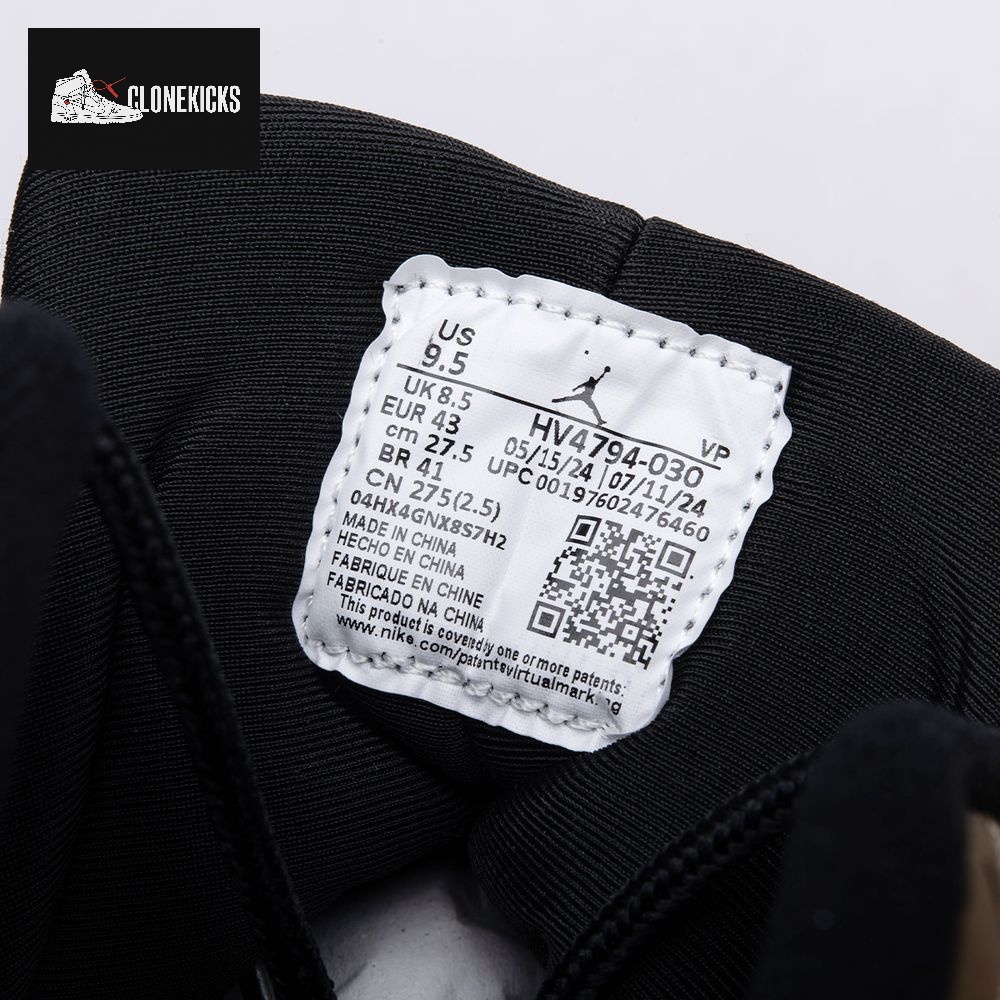 CLONEKICKS
US
9.5
UK 8.5
EUR 43
cm 27.5
BR 41
CN 275(2.5)
04HX4GNX8S7H2
MADE IN CHINA
HECHO EN CHINA
FABRIQUE EN CHINE
FABRICADO NA CHINA
This product is covered by one or more patents:
www.nike.com/patentsvirtualmarking
HV4794-030
VP
05/15/24 | 07/11/24
UPC 00197602476460